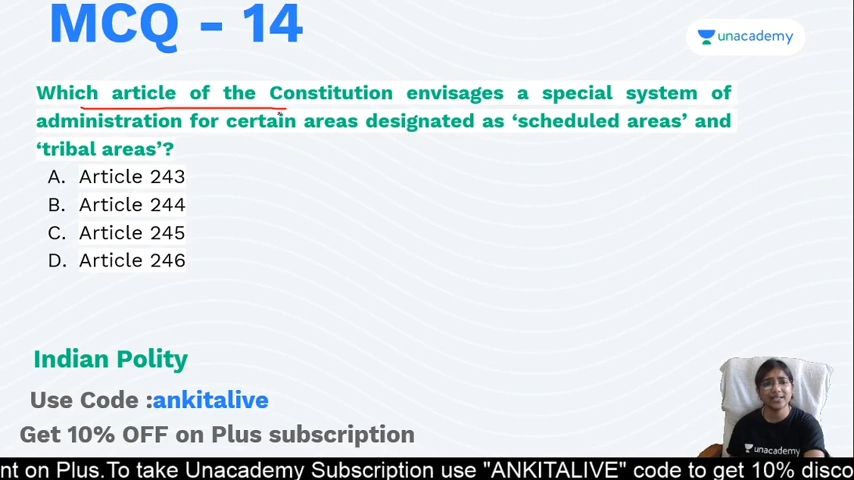 MCQ - 14
unacademy
Which article of the Constitution envisages a special system of
administration for certain areas designated as ‘scheduled areas’ and
‘tribal areas’?
A. Article 243
B. Article 244
C. Article 245
D. Article 246
Indian Polity
Use Code :ankitalive
Get 10% OFF on Plus subscription
unacademy
nt on Plus.To take Unacademy Subscription use "ANKITALIVE" code to get 10% disco